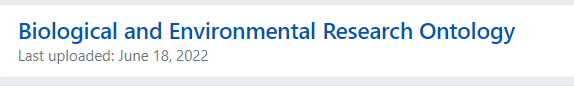 Biological and Environmental Research Ontology
Last uploaded: June 18, 2022